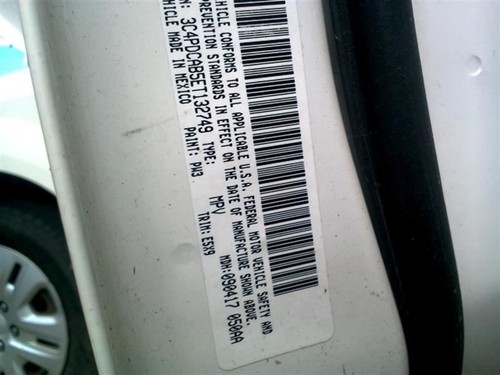 VEHICLE CONFORMS TO ALL APPLICABLE U.S.A. FEDERAL MOTOR VEHICLE SAFETY AND
PREVENTION STANDARDS IN EFFECT ON THE DATE OF MANUFACTURE SHOWN ABOVE.
3C4PDCAB5ET132749 TYPE: MPV MDH:090417 050AA
VEHICLE MADE IN MEXICO PAINT: PW3 TRIM: E5X9